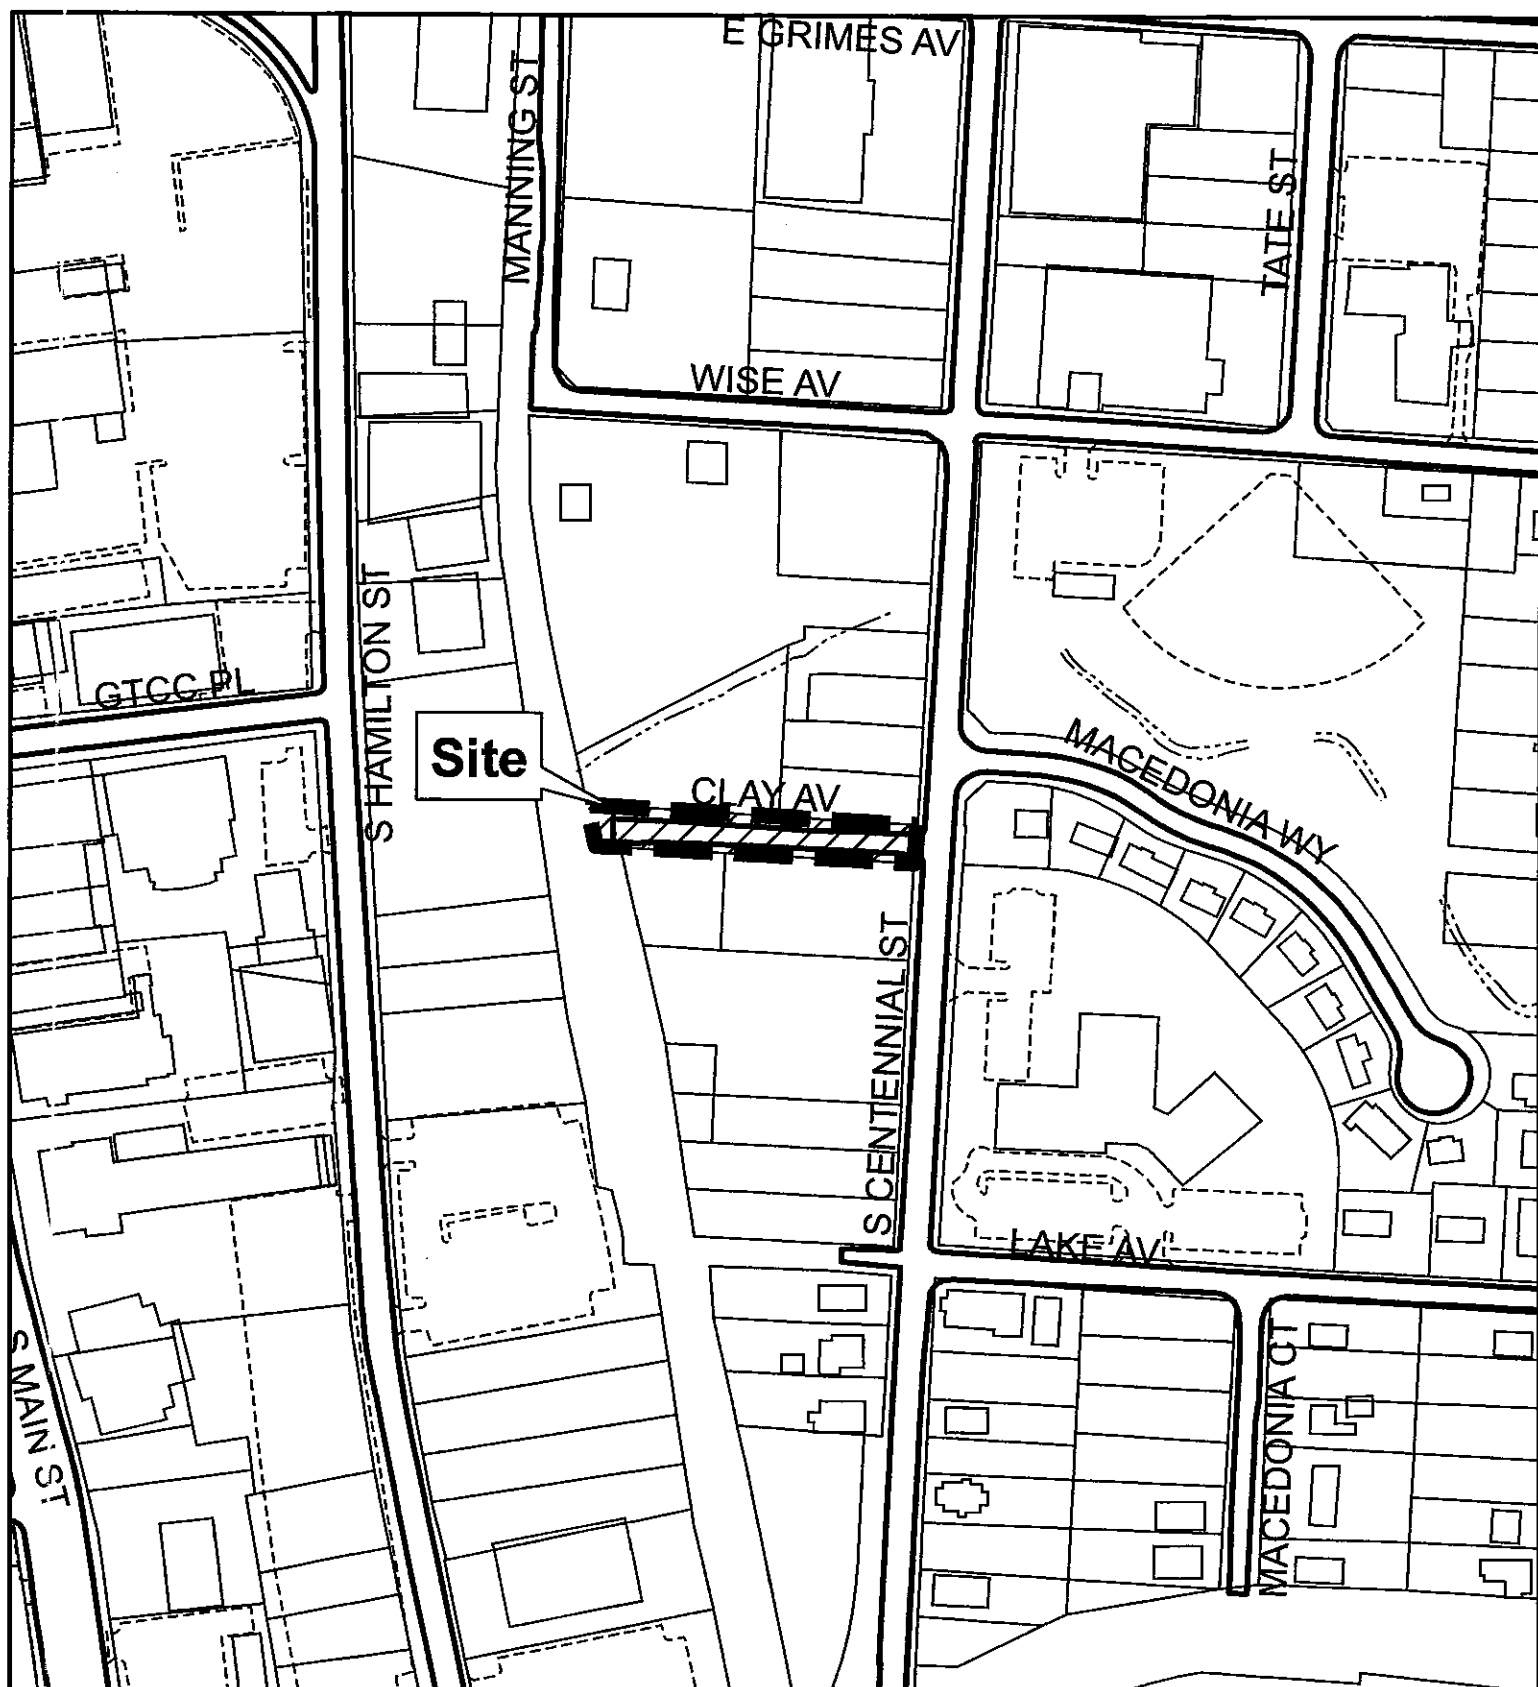 E GRIMES AV
MANNING ST
TATE ST
WISE AV
S HAMILTON ST
GTCC PL
Site
CLAY AV
MACEDONIA WY
S CENTENNIAL ST
LAKE AV
S MAIN ST
MACEDONIA CT